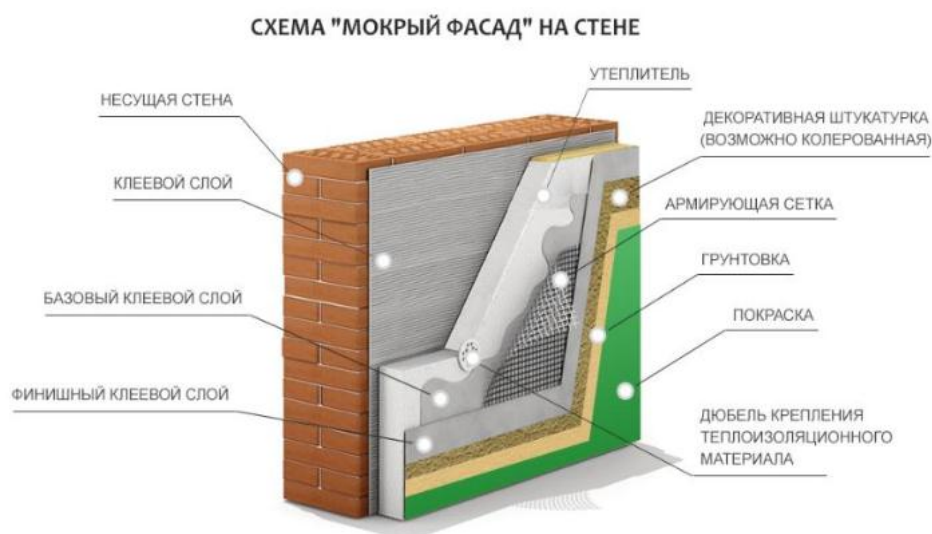 СХЕМА "МОКРЫЙ ФАСАД" НА СТЕНЕ
УТЕПЛИТЕЛЬ
НЕСУЩАЯ СТЕНА
ДЕКОРАТИВНАЯ ШТУКАТУРКА
(ВОЗМОЖНО КОЛЕРОВАННАЯ)
КЛЕЕВОЙ СЛОЙ
АРМИРУЮЩАЯ СЕТКА
ГРУНТОВКА
БАЗОВЫЙ КЛЕЕВОЙ СЛОЙ
ПОКРАСКА
ФИНИШНЫЙ КЛЕЕВОЙ СЛОЙ
ДЮБЕЛЬ КРЕПЛЕНИЯ
ТЕПЛОИЗОЛЯЦИОННОГО
МАТЕРИАЛА